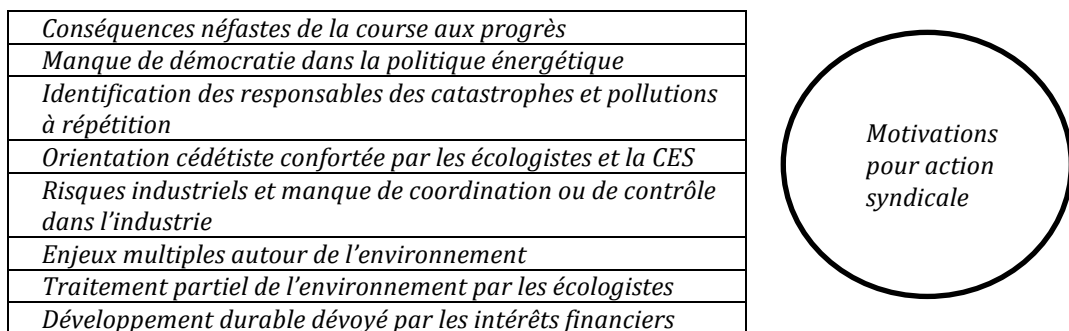 Conséquences néfastes de la course aux progrès
Manque de démocratie dans la politique énergétique
Identification des responsables des catastrophes et pollutions
à répétition
Orientation cédétiste confortée par les écologistes et la CES
Risques industriels et manque de coordination ou de contrôle
dans l’industrie
Enjeux multiples autour de l’environnement
Traitement partiel de l’environnement par les écologistes
Développement durable dévoyé par les intérêts financiers
Motivations
pour action
syndicale